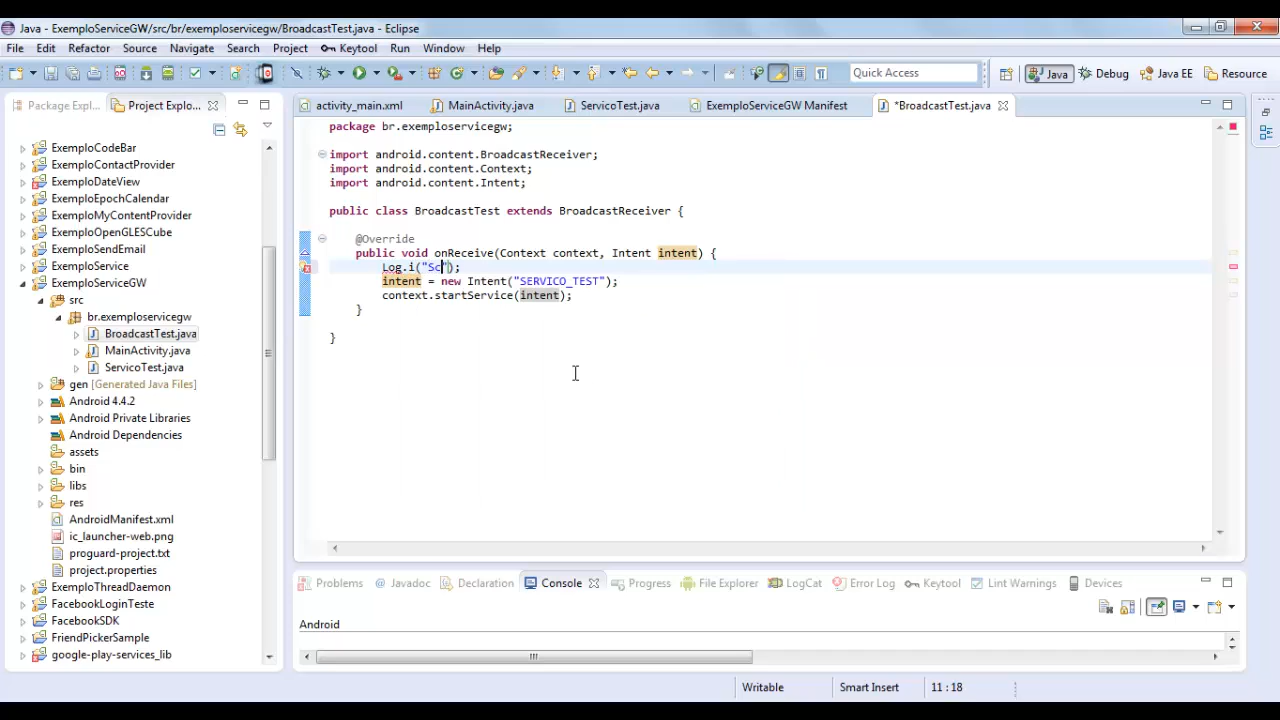 Java - ExemploServiceGW/src/br/exemploservicegw/BroadcastTest.java - Eclipse
File Edit Refactor Source Navigate Search Project Keytool Run Window Help
Quick Access Java Debug Java EE Resource
Package Expl... Project Explo...
activity_main.xml MainActivity.java ServicoTest.java ExemploServiceGW Manifest *BroadcastTest.java
ExemploCodeBar
ExemploContactProvider
ExemploDateView
ExemploEpochCalendar
ExemploMyContentProvider
ExemploOpenGLESCube
ExemploSendEmail
ExemploService
ExemploServiceGW
src
br.exemploservicegw
BroadcastTest.java
MainActivity.java
ServicoTest.java
gen [Generated Java Files]
Android 4.4.2
Android Private Libraries
Android Dependencies
assets
bin
libs
res
AndroidManifest.xml
ic_launcher-web.png
proguard-project.txt
project.properties
ExemploThreadDaemon
FacebookLoginTeste
FacebookSDK
FriendPickerSample
google-play-services_lib
package br.exemploservicegw;
import android.content.BroadcastReceiver;
import android.content.Context;
import android.content.Intent;
public class BroadcastTest extends BroadcastReceiver {
@Override
public void onReceive(Context context, Intent intent) {
Log.i("Sc");
intent = new Intent("SERVICO_TEST");
context.startService(intent);
}
}
Problems @ Javadoc Declaration Console Progress File Explorer LogCat Error Log Keytool Lint Warnings Devices
Android
Writable Smart Insert 11 : 18